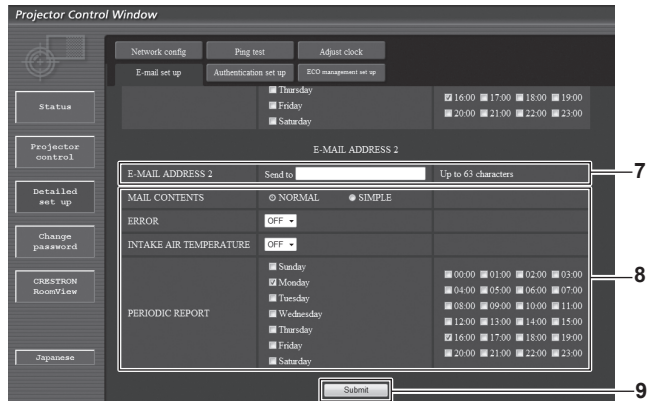 Projector Control Window
Network config
Ping test
Adjust clock
E-mail set up
Authentication set up
ECO management set up
Status
Projector
control
Detailed
set up
Change
password
CRESTRON
RoomView
Japanese
Thursday
Friday
Saturday
16:00 17:00 18:00 19:00
20:00 21:00 22:00 23:00
E-MAIL ADDRESS 2
E-MAIL ADDRESS 2 Send to Up to 63 characters
7
MAIL CONTENTS NORMAL SIMPLE
ERROR OFF
INTAKE AIR TEMPERATURE OFF
8
PERIODIC REPORT
Sunday
Monday
Tuesday
Wednesday
Thursday
Friday
Saturday
00:00 01:00 02:00 03:00
04:00 05:00 06:00 07:00
08:00 09:00 10:00 11:00
12:00 13:00 14:00 15:00
16:00 17:00 18:00 19:00
20:00 21:00 22:00 23:00
Submit
9